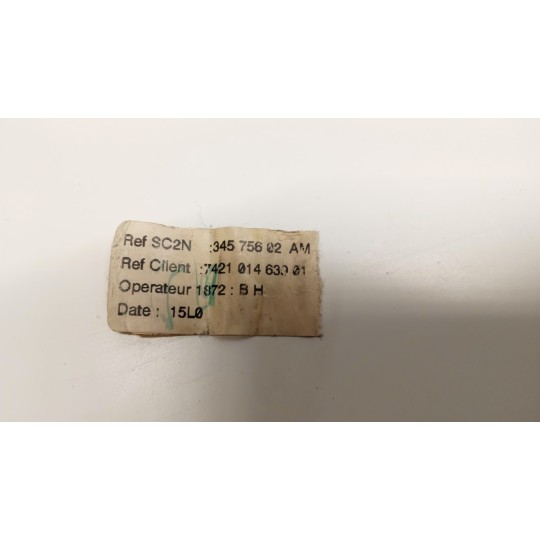 Ref SC2N :345 756 02 AM
Ref Client :7421 014 630 01
Operateur 1872 : B H
Date : 15L0